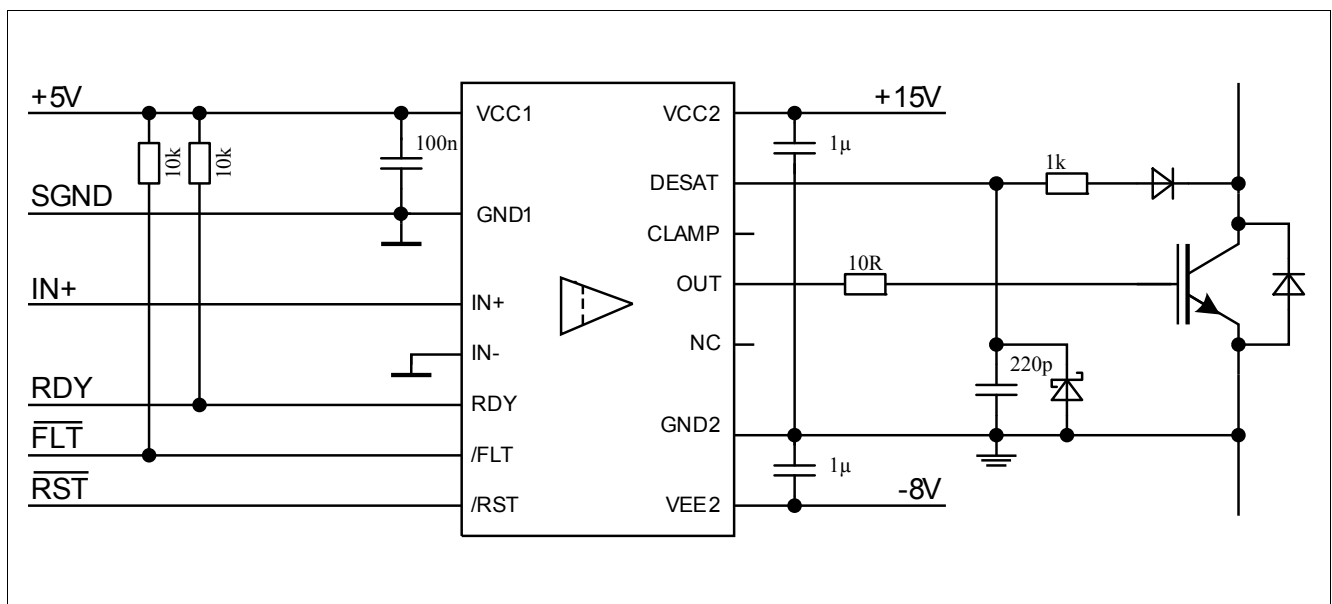 +5V
SGND
IN+
RDY
FLT
RST
10k
10k
100n
VCC1
GND1
IN+
IN-
RDY
/FLT
/RST
VCC2
DESAT
CLAMP
OUT
NC
GND2
VEE2
+15V
1µ
1k
10R
220p
1µ
-8V